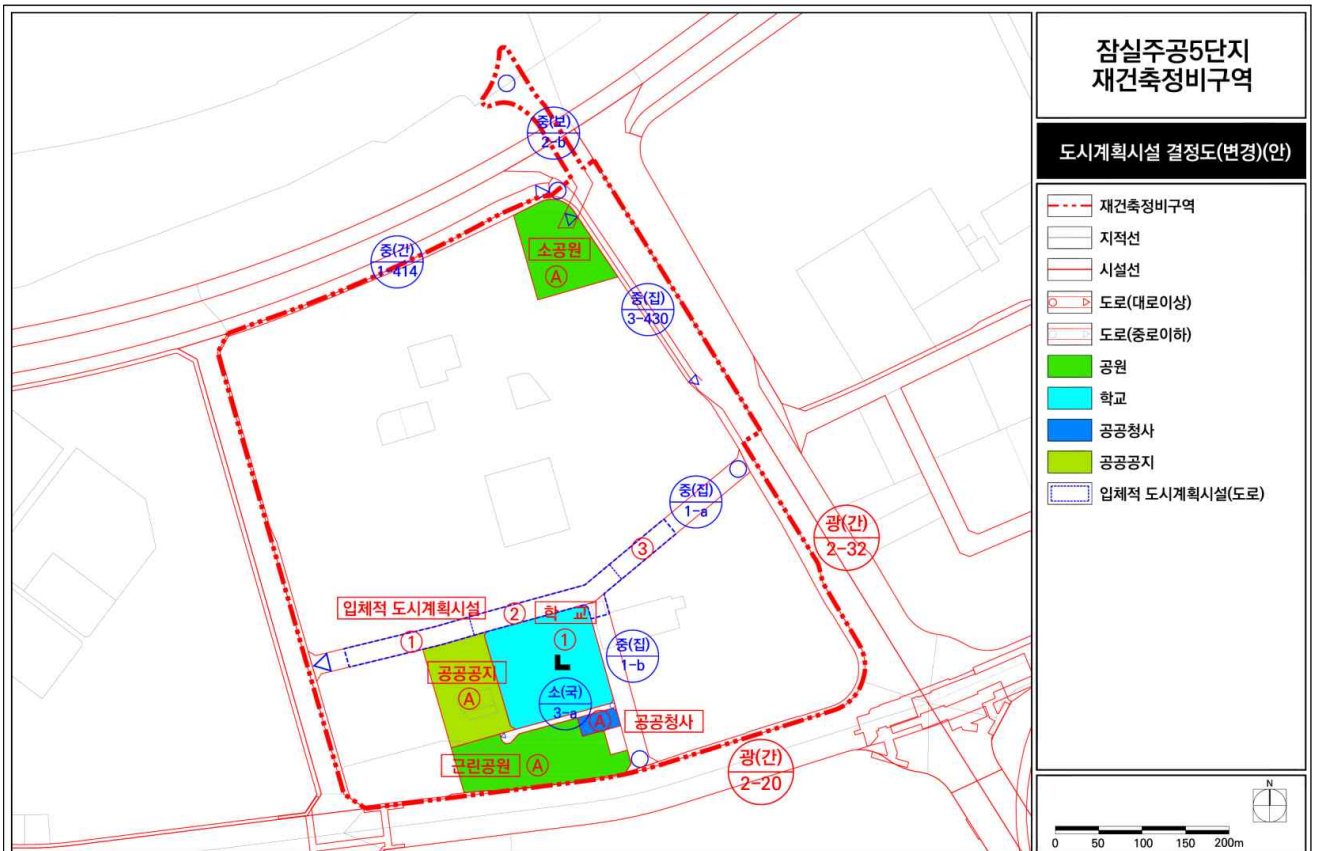 잠실주공5단지
재건축정비구역
도시계획시설 결정도(변경)(안)
재건축정비구역
지적선
시설선
도로(대로이상)
도로(중로이하)
공원
학교
공공청사
공공공지
입체적 도시계획시설(도로)
N
0 50 100 150 200m
중(보)
2-b
소공원
A
중(간)
1-414
중(집)
3-430
중(집)
1-a
광(간)
2-32
3
입체적 도시계획시설
2
학 교
1
1
중(집)
1-b
공공공지
A
소(국)
3-a
A
공공청사
근린공원
A
광(간)
2-20